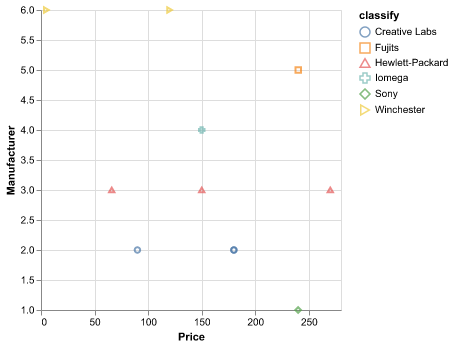 6.0
5.5
5.0
4.5
4.0
3.5
3.0
2.5
2.0
1.5
1.0
Manufacturer
0 50 100 150 200 250
Price
classify
Creative Labs
Fujits
Hewlett-Packard
Iomega
Sony
Winchester